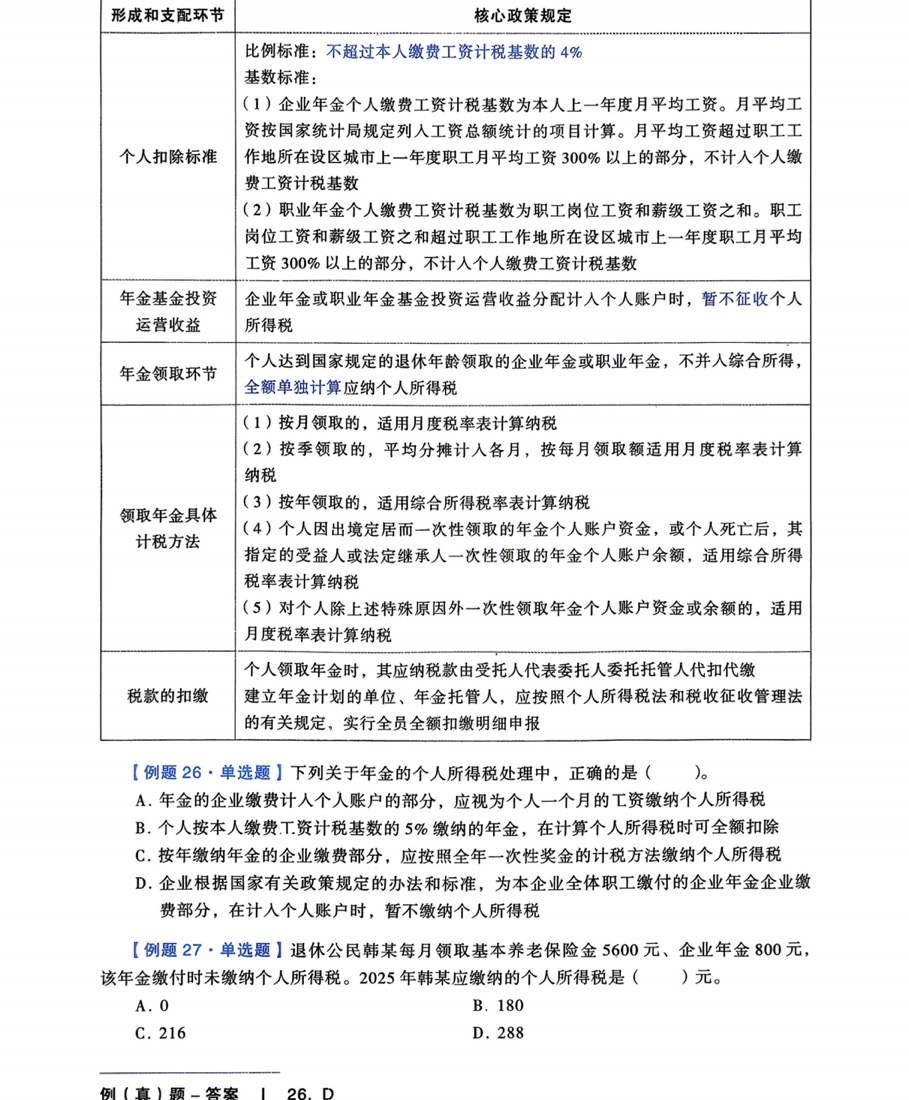 形成和支配环节 核心政策规定
个人扣除标准
比例标准：不超过本人缴费工资计税基数的 4%
基数标准：
（1）企业年金个人缴费工资计税基数为本人上一年度月平均工资。月平均工
资按国家统计局规定列入工资总额统计的项目计算。月平均工资超过职工工
作地所在设区城市上一年度职工月平均工资 300% 以上的部分，不计入个人缴
费工资计税基数
（2）职业年金个人缴费工资计税基数为职工岗位工资和薪级工资之和。职工
岗位工资和薪级工资之和超过职工工作地所在设区城市上一年度职工月平均
工资 300% 以上的部分，不计入个人缴费工资计税基数
年金基金投资
运营收益
企业年金或职业年金基金投资运营收益分配计入个人账户时，暂不征收个人
所得税
年金领取环节
个人达到国家规定的退休年龄领取的企业年金或职业年金，不并入综合所得，
全额单独计算应纳个人所得税
领取年金具体
计税方法
（1）按月领取的，适用月度税率表计算纳税
（2）按季领取的，平均分摊计入各月，按每月领取额适用月度税率表计算
纳税
（3）按年领取的，适用综合所得税率表计算纳税
（4）个人因出境定居而一次性领取的年金个人账户资金，或个人死亡后，其
指定的受益人或法定继承人一次性领取的年金个人账户余额，适用综合所得
税率表计算纳税
（5）对个人除上述特殊原因外一次性领取年金个人账户资金或余额的，适用
月度税率表计算纳税
税款的扣缴
个人领取年金时，其应纳税款由受托人代表委托人委托托管人代扣代缴
建立年金计划的单位、年金托管人，应按照个人所得税法和税收征收管理法
的有关规定，实行全员全额扣缴明细申报
【例题 26·单选题】下列关于年金的个人所得税处理中，正确的是（　　）。
A. 年金的企业缴费计入个人账户的部分，应视为个人一个月的工资缴纳个人所得税
B. 个人按本人缴费工资计税基数的 5% 缴纳的年金，在计算个人所得税时可全额扣除
C. 按年缴纳年金的企业缴费部分，应按照全年一次性奖金的计税方法缴纳个人所得税
D. 企业根据国家有关政策规定的办法和标准，为本企业全体职工缴付的企业年金企业缴
费部分，在计入个人账户时，暂不缴纳个人所得税
【例题 27·单选题】退休公民韩某每月领取基本养老保险金 5600 元、企业年金 800 元，
该年金缴付时未缴纳个人所得税。2025 年韩某应缴纳的个人所得税是（　　）元。
A. 0 B. 180
C. 216 D. 288
例（真）题 – 答案 | 26. D